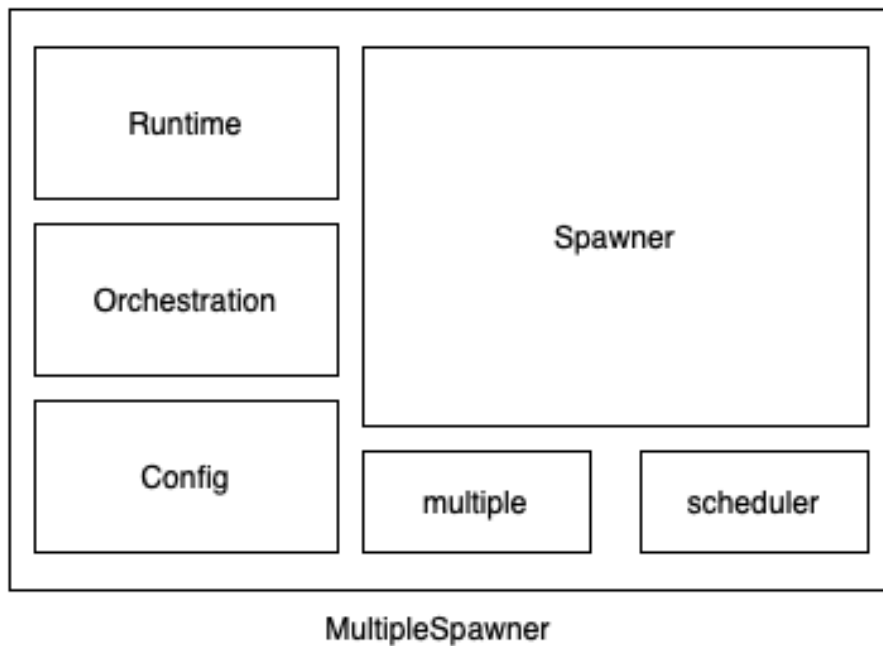 Runtime
Spawner
Orchestration
Config
multiple
scheduler
MultipleSpawner